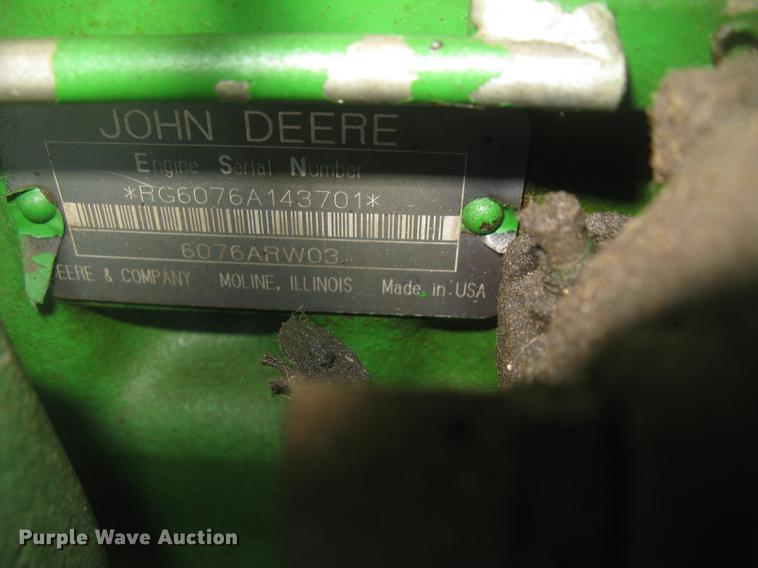 JOHN DEERE
Engine Serial Number
*RG6076A143701*
6076ARW03
DEERE & COMPANY MOLINE, ILLINOIS Made in USA
Purple Wave Auction